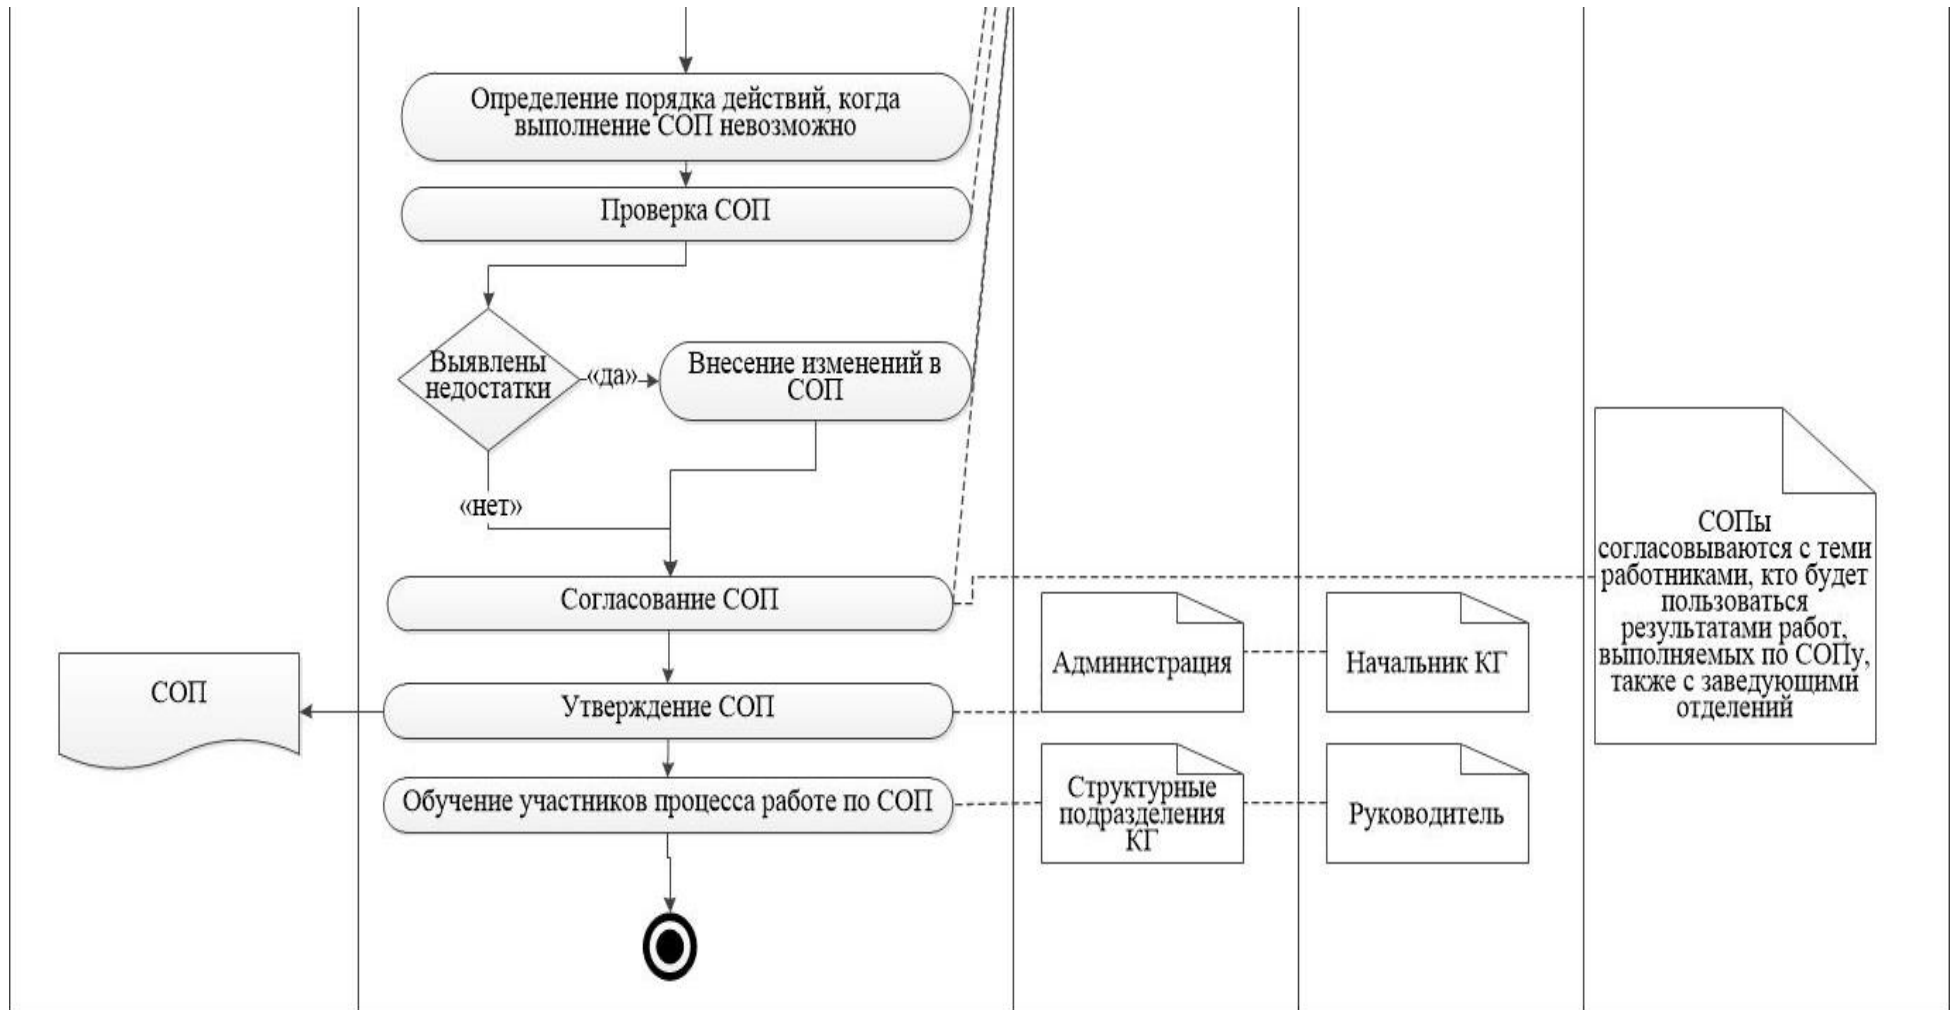 Определение порядка действий, когда
выполнение СОП невозможно
Проверка СОП
Выявлены
недостатки
«да»
Внесение изменений в
СОП
«нет»
Согласование СОП
СОПы
согласовываются с теми
работниками, кто будет
пользоваться
результатами работ,
выполняемых по СОПу,
также с заведующими
отделений
Администрация
Начальник КГ
СОП
Утверждение СОП
Обучение участников процесса работе по СОП
Структурные
подразделения
КГ
Руководитель